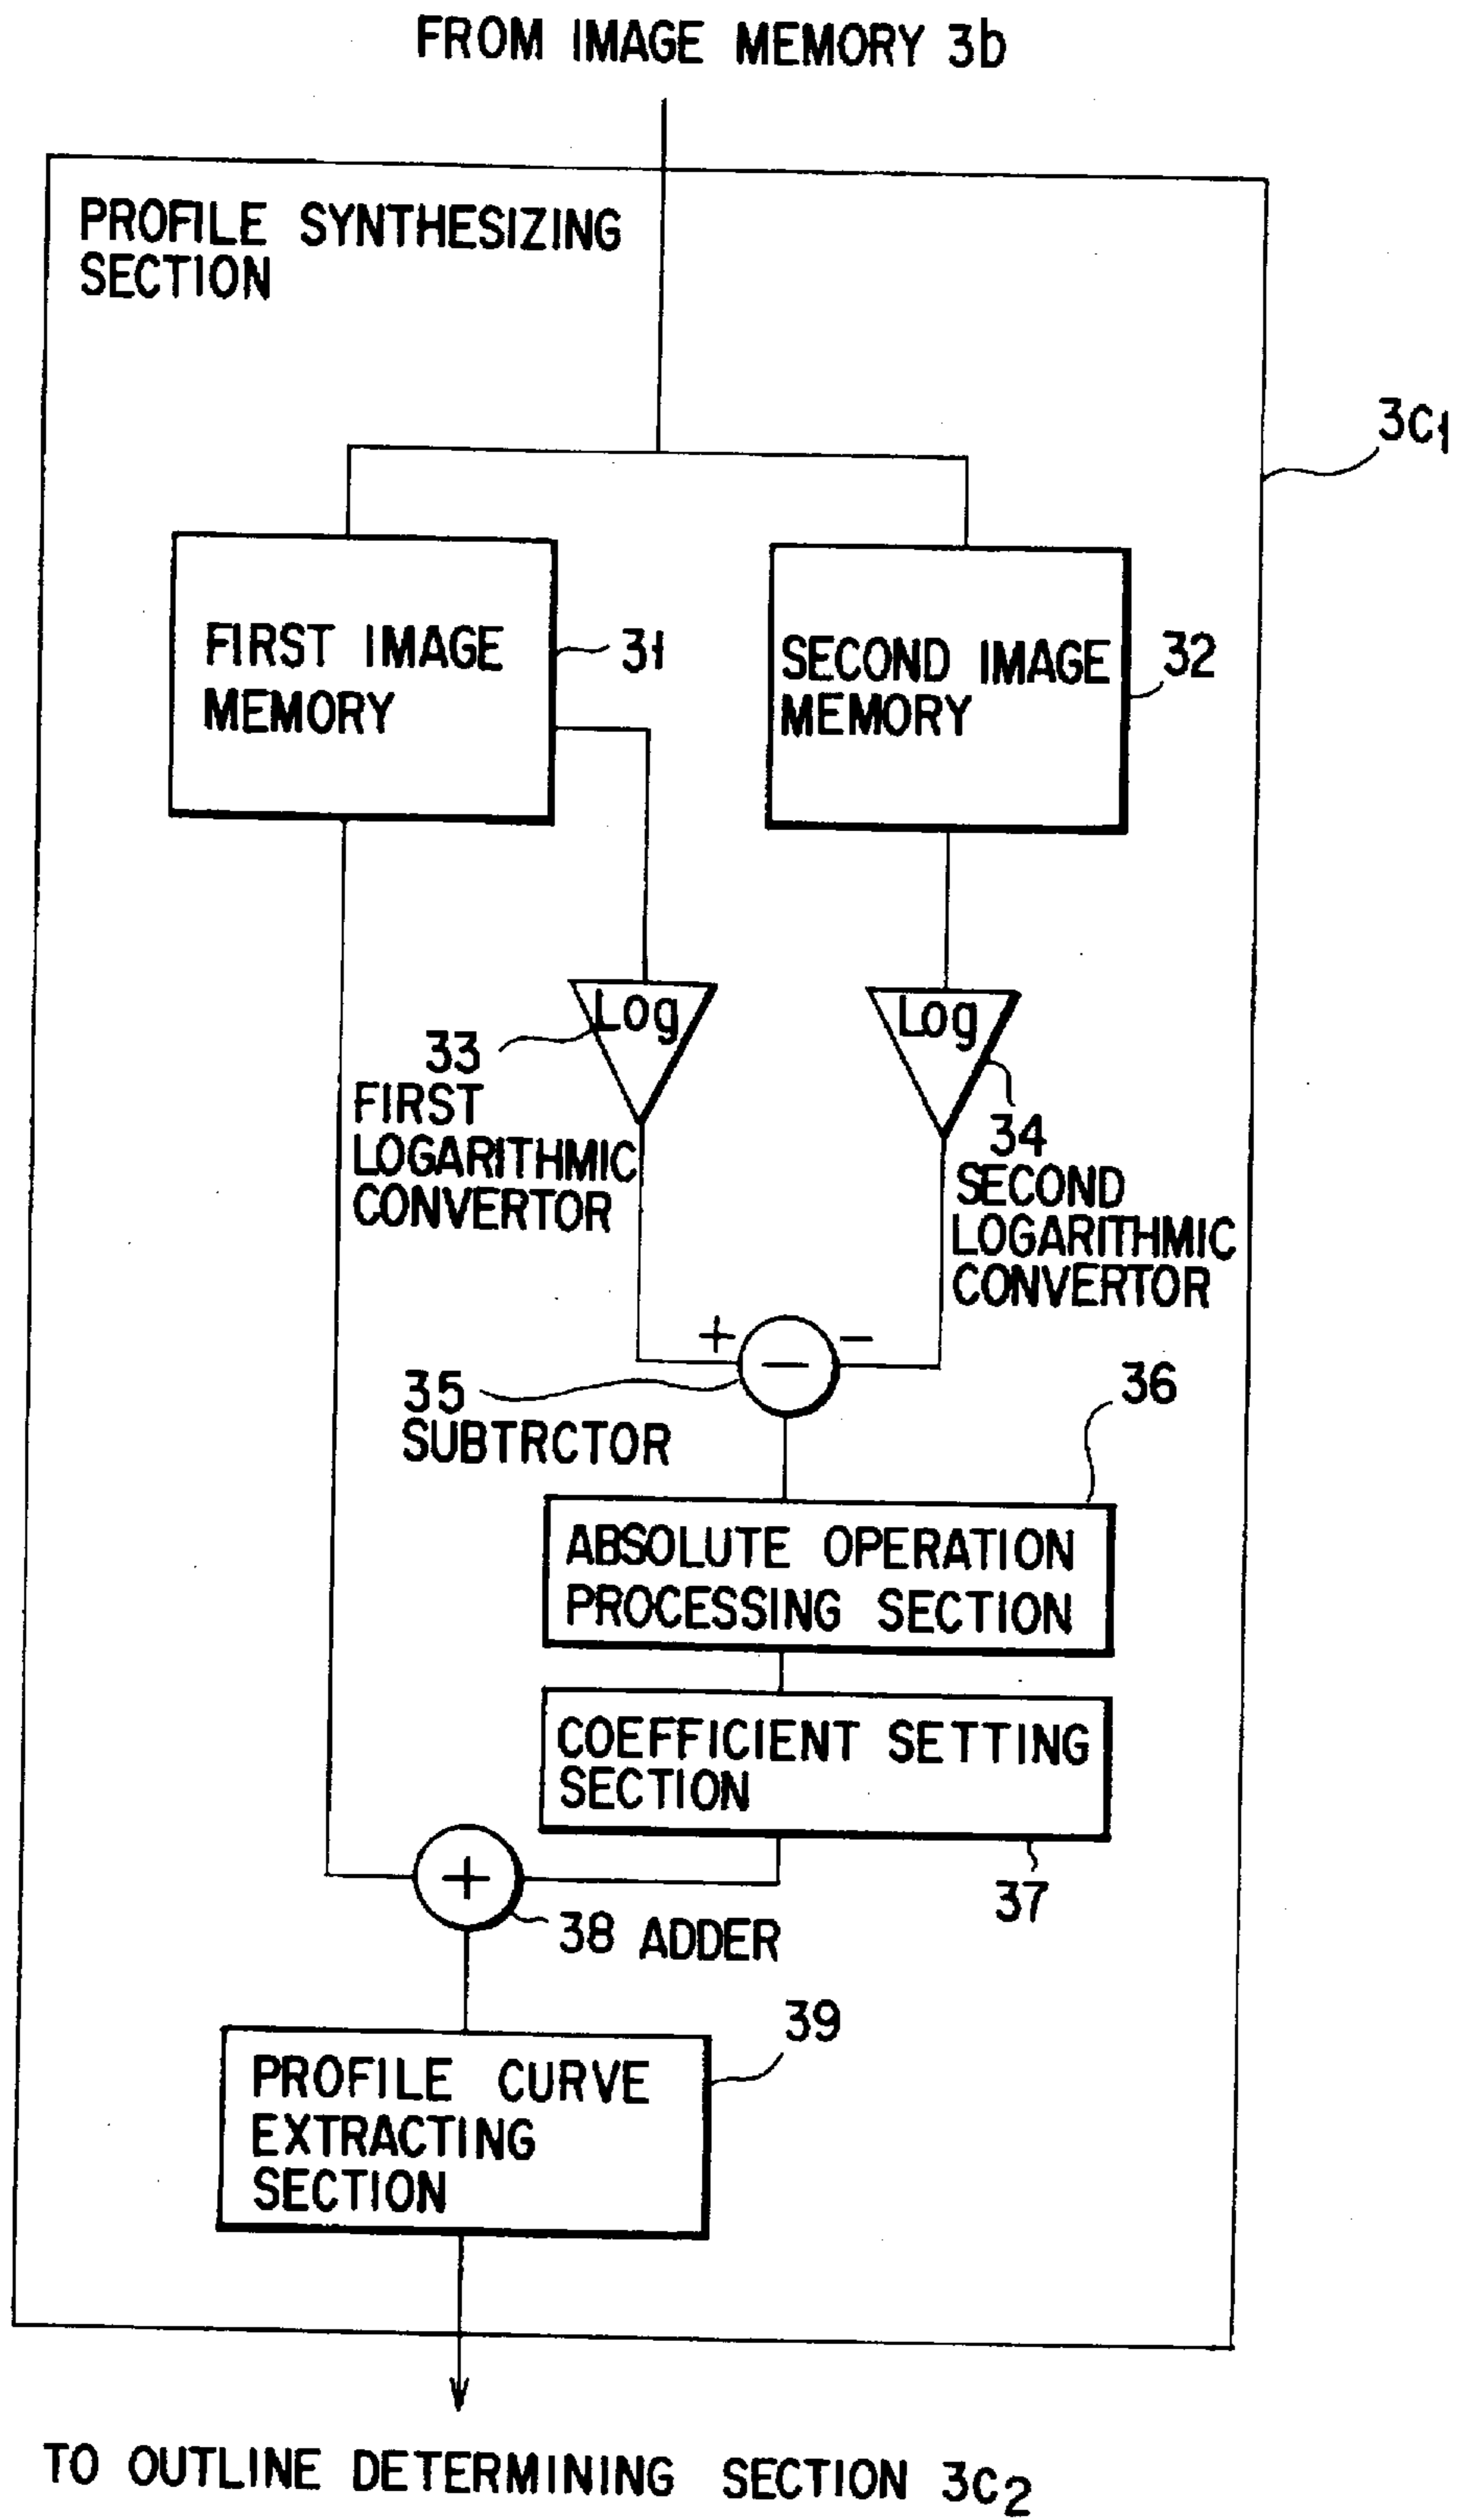 FROM IMAGE MEMORY 3b
PROFILE SYNTHESIZING
SECTION
3C1
FIRST IMAGE
MEMORY
31
SECOND IMAGE
MEMORY
32
Log
Log
33
FIRST
LOGARITHMIC
CONVERTOR
34
SECOND
LOGARITHMIC
CONVERTOR
+
−
−
35
SUBTRCTOR
36
ABSOLUTE OPERATION
PROCESSING SECTION
COEFFICIENT SETTING
SECTION
37
+
38 ADDER
39
PROFILE CURVE
EXTRACTING
SECTION
TO OUTLINE DETERMINING SECTION 3C2